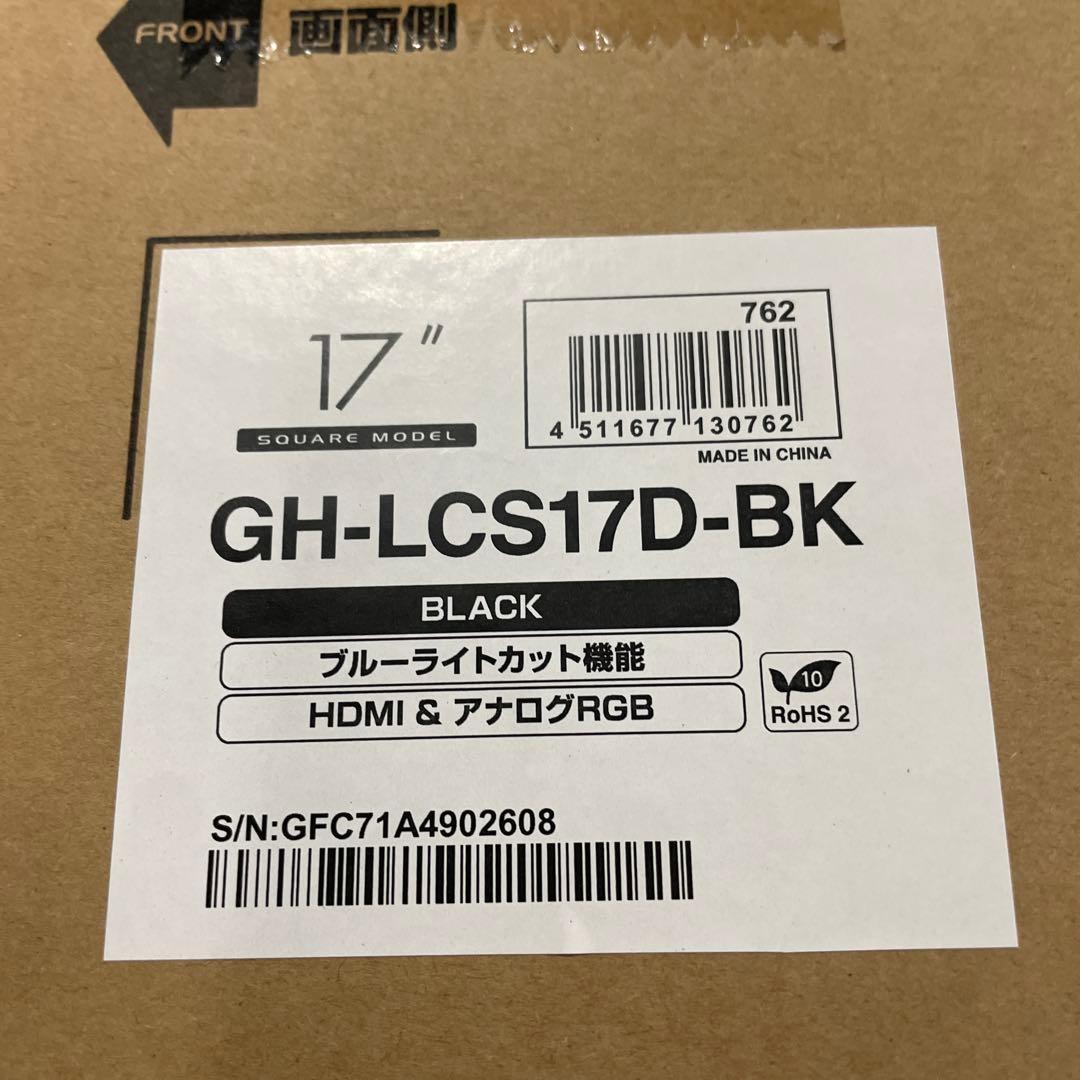 FRONT 画面側
17"
SQUARE MODEL
762
4 511677 130762
MADE IN CHINA
GH-LCS17D-BK
BLACK
ブルーライトカット機能
HDMI & アナログRGB
10
RoHS 2
S/N:GFC71A4902608